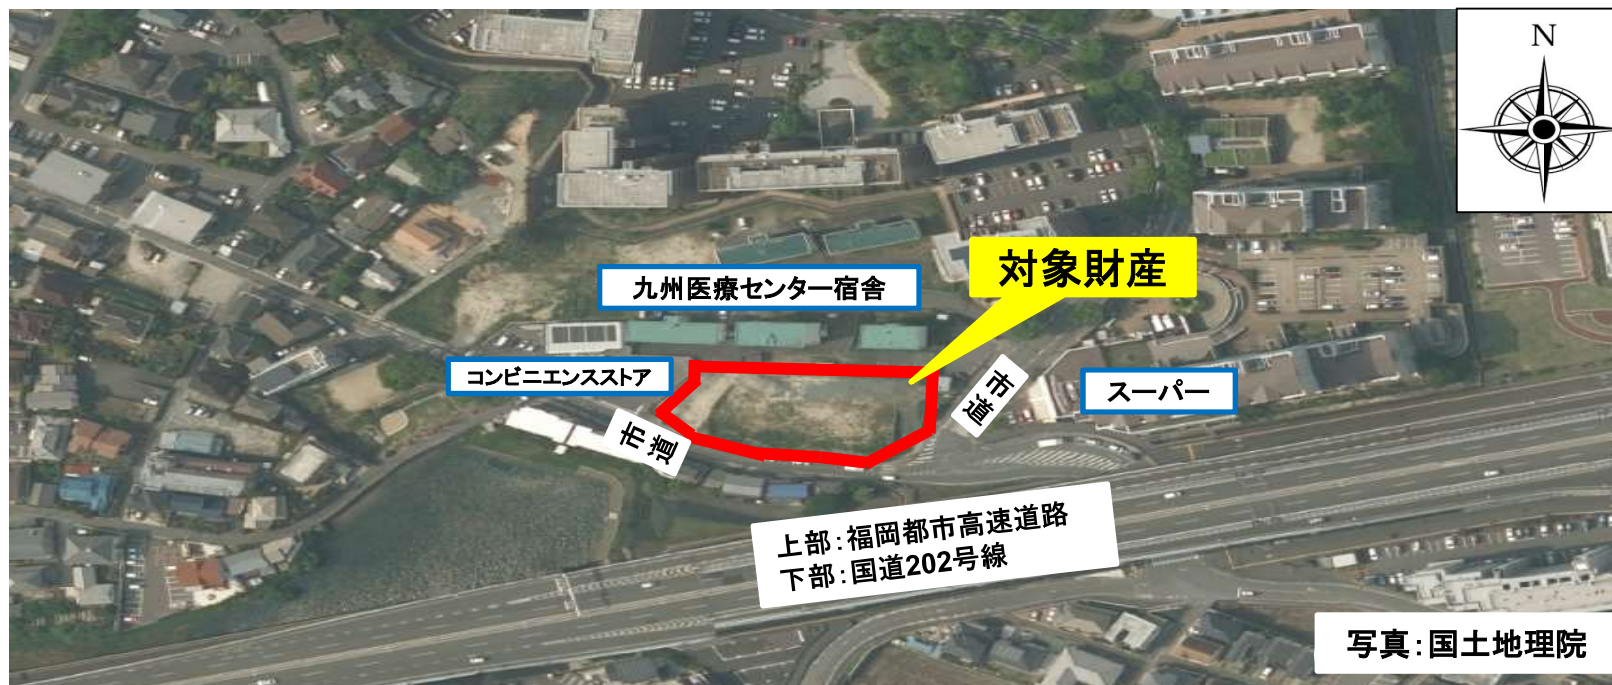 N
対象財産
九州医療センター宿舎
コンビニエンスストア
市道
スーパー
市道
上部：福岡都市高速道路
下部：国道202号線
写真：国土地理院